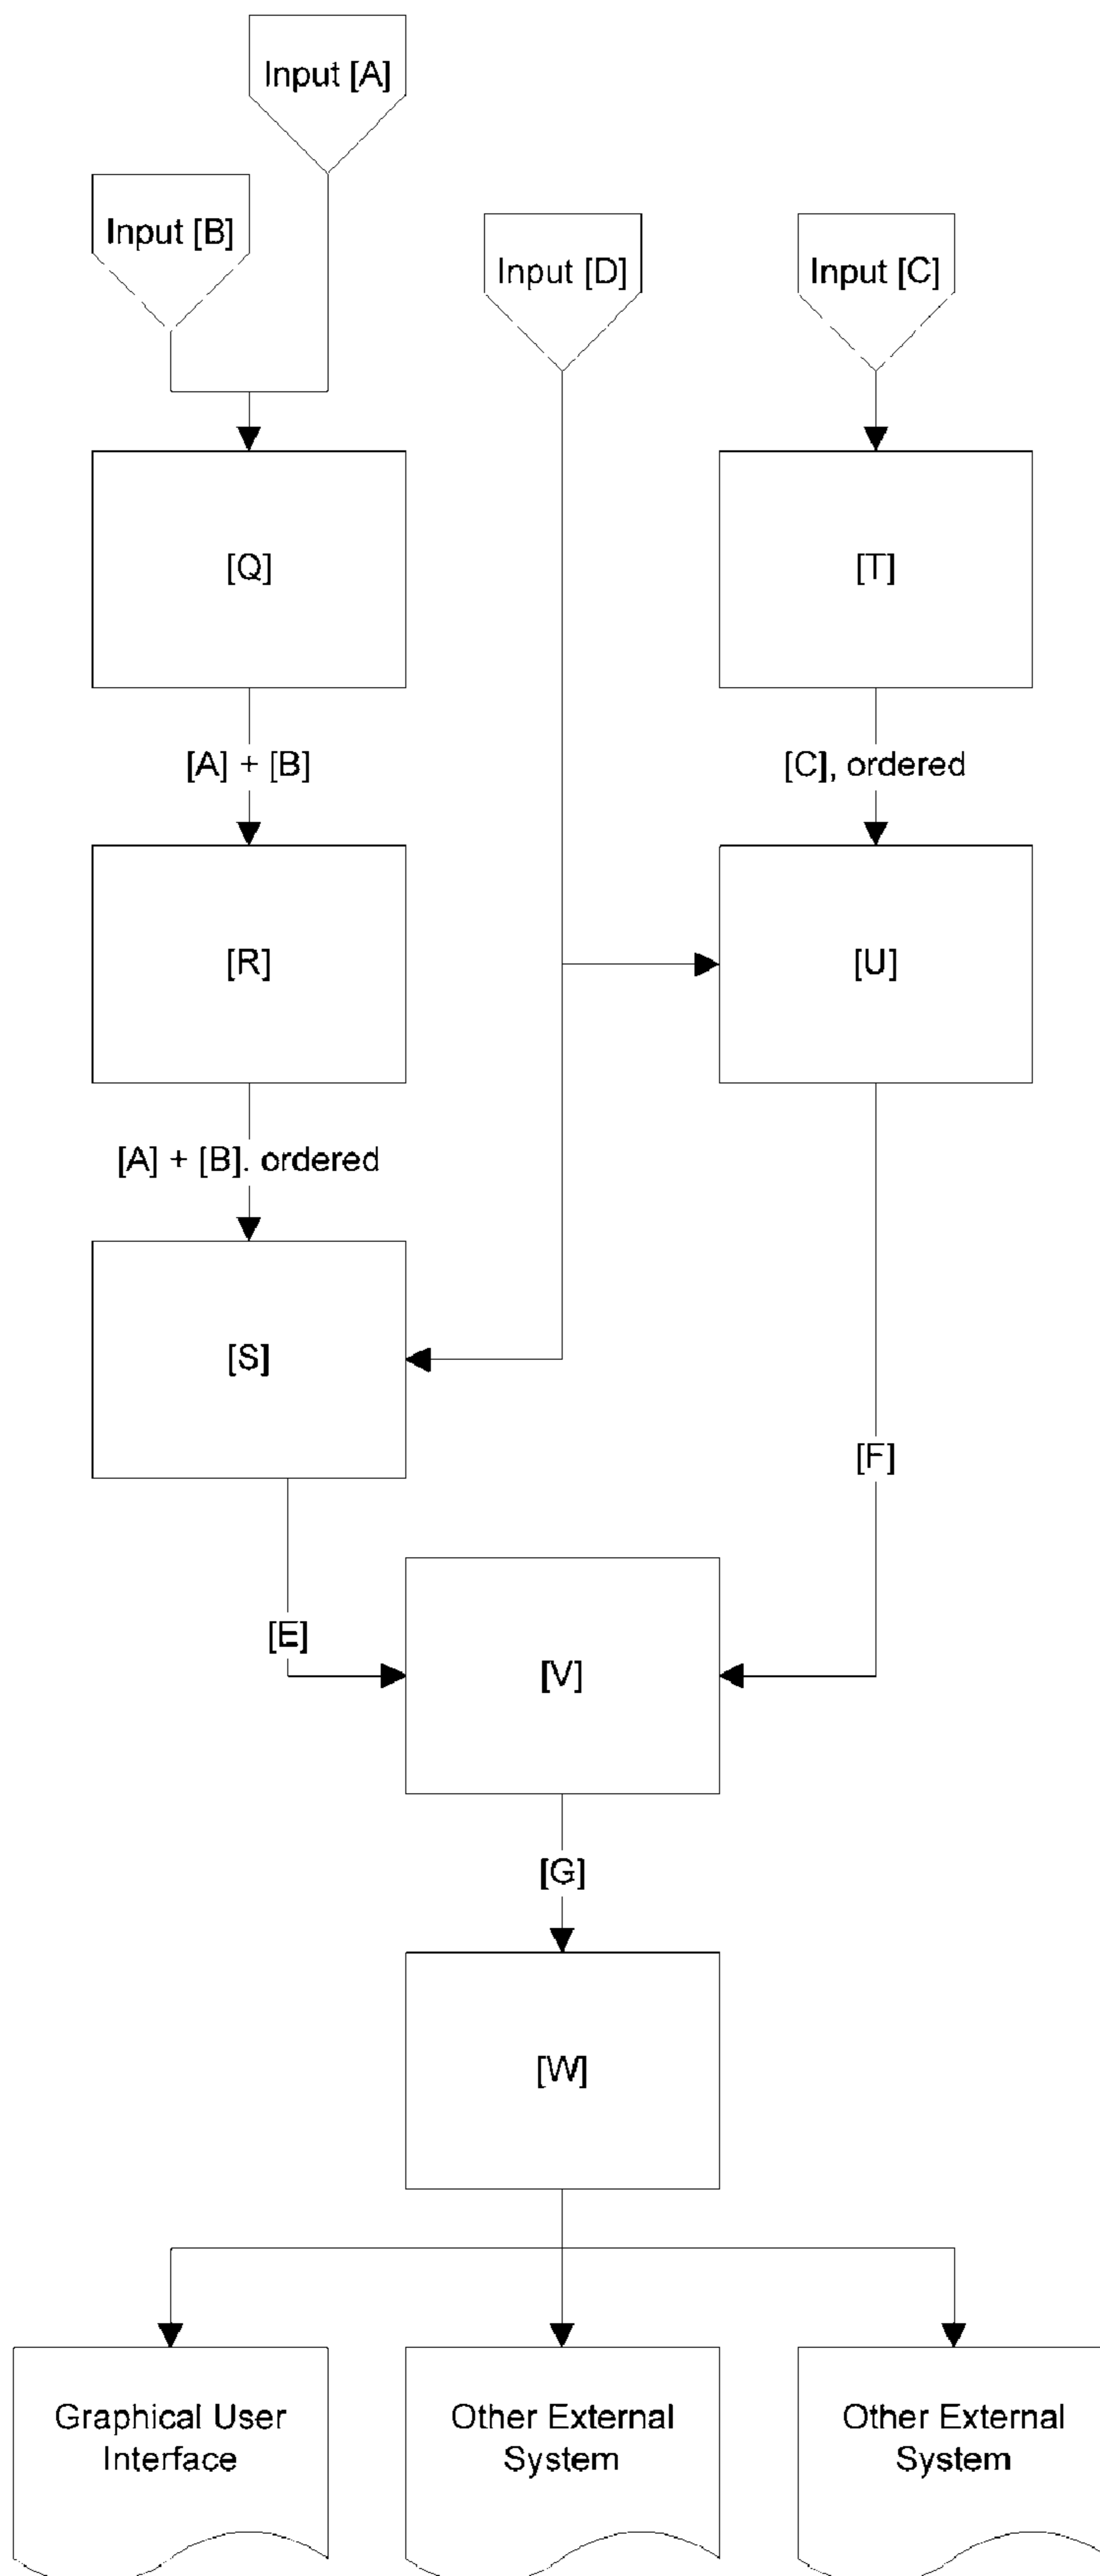 Input [A]
Input [B]
Input [D]
Input [C]
[Q]
[T]
[A] + [B]
[C], ordered
[R]
[U]
[A] + [B]. ordered
[S]
[F]
[E]
[V]
[G]
[W]
Graphical User
Interface
Other External
System
Other External
System